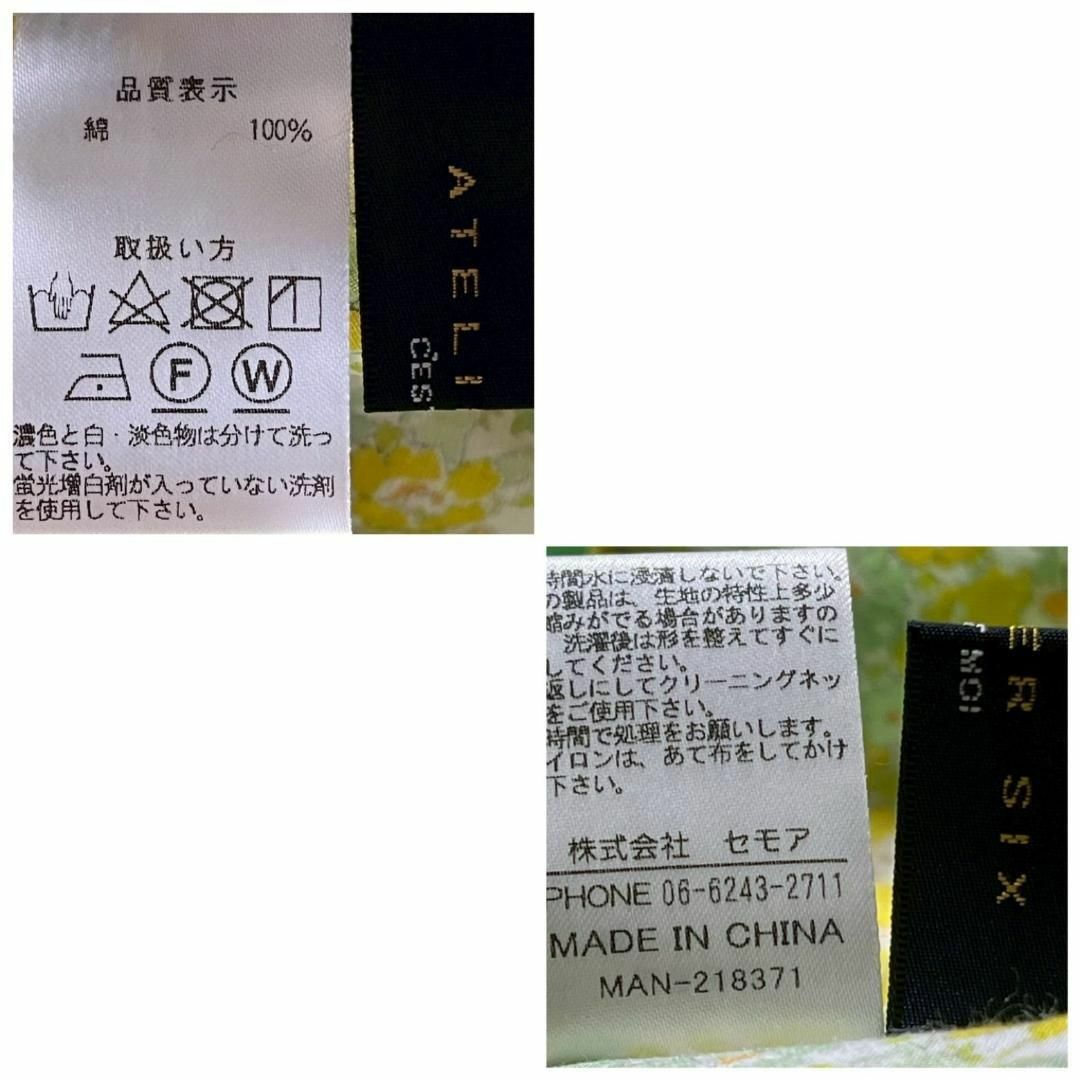 品質表示
綿 100%
取扱い方
F W
濃色と白・淡色物は分けて洗っ
て下さい。
蛍光増白剤が入っていない洗剤
を使用して下さい。
ATELI
C'ES
時間水に浸漬しないで下さい。
の製品は、生地の特性上多少
縮みがでる場合がありますの
洗濯後は形を整えてすぐに
してください。
返しにしてクリーニングネッ
をご使用下さい。
時間で処理をお願いします。
イロンは、あて布をしてかけ
下さい。
株式会社 セモア
PHONE 06-6243-2711
MADE IN CHINA
MAN-218371
ER SIX